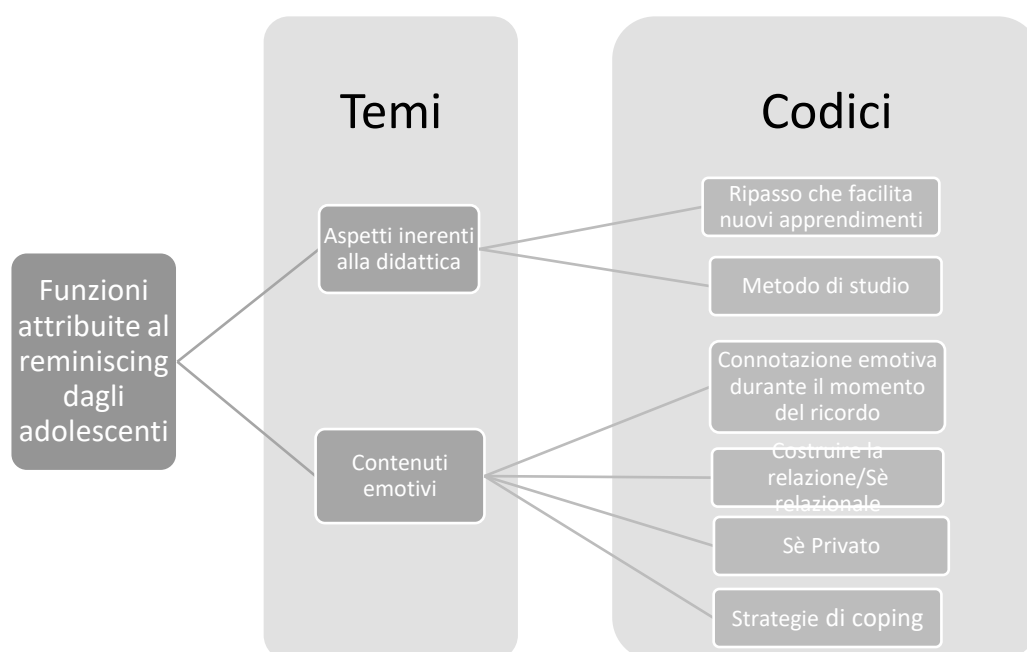 Temi
Codici
Funzioni
attribuite al
reminiscing
dagli
adolescenti
Aspetti inerenti
alla didattica
Contenuti
emotivi
Ripasso che facilita
nuovi apprendimenti
Metodo di studio
Connotazione emotiva
durante il momento
del ricordo
Costruire la
relazione/Sè
relazionale
Sè Privato
Strategie di coping